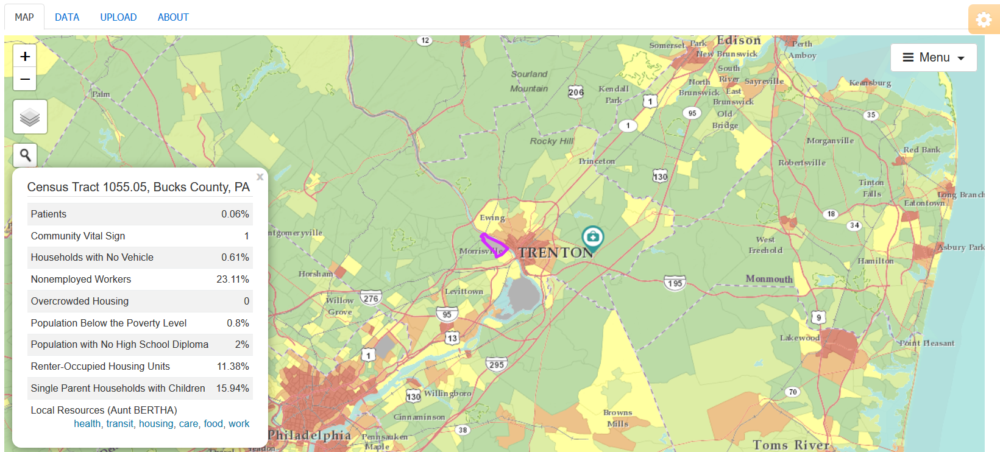 MAP DATA UPLOAD ABOUT
+
−
Menu
x
Census Tract 1055.05, Bucks County, PA
Patients 0.06%
Community Vital Sign 1
Households with No Vehicle 0.61%
Nonemployed Workers 23.11%
Overcrowded Housing 0
Population Below the Poverty Level 0.8%
Population with No High School Diploma 2%
Renter-Occupied Housing Units 11.38%
Single Parent Households with Children 15.94%
Local Resources (Aunt BERTHA)
health, transit, housing, care, food, work
12
Somerset
Park
Edison
New Brunswick
Perth
Amboy
Palm
Sourland
Mountain
206
Kendall
Park
1
North
Brunswick
South
River
Sayreville
East
Brunswick
Keansburg
95
Old
Bridge
1
35
Rocky Hill
Morganville
Red Bank
Princeton
Robertsville
130
Tinton
Falls
Long Branch
Eatontown
Ewing
18
34
ntgomeryville
Morrisville
TRENTON
West
Freehold
Asbury Park
Hamilton
Horsham
Monmouth
195
Levittown
Willow
Grove
276
95
9
13
Lakewood
Point Pleasant
1
295
70
130
Willingboro
Cinnaminson
Browns
Mills
38
Philadelphia
Pennsauken
Maple
Toms River